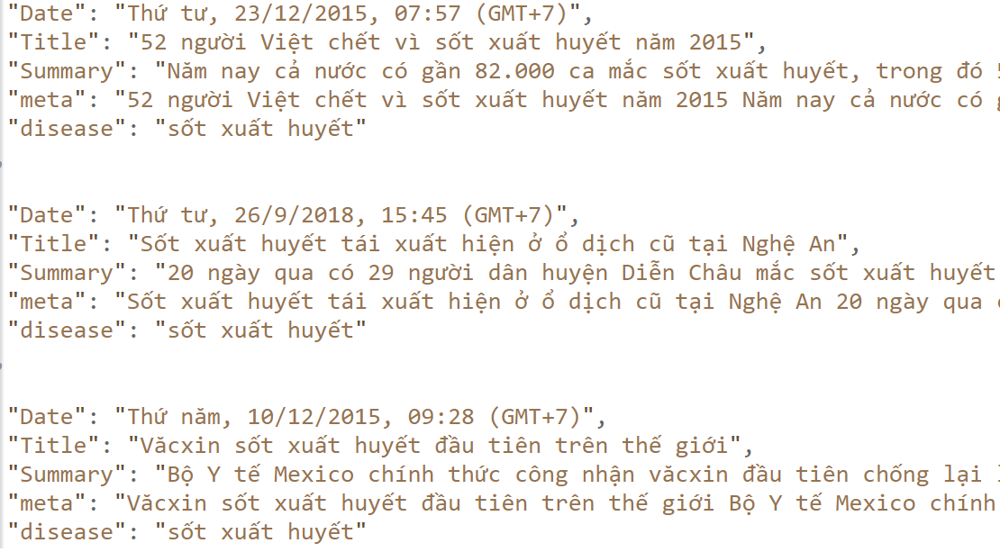 "Date": "Thứ tư, 23/12/2015, 07:57 (GMT+7)",
"Title": "52 người Việt chết vì sốt xuất huyết năm 2015",
"Summary": "Năm nay cả nước có gần 82.000 ca mắc sốt xuất huyết, trong đó
"meta": "52 người Việt chết vì sốt xuất huyết năm 2015 Năm nay cả nước có
"disease": "sốt xuất huyết"
"Date": "Thứ tư, 26/9/2018, 15:45 (GMT+7)",
"Title": "Sốt xuất huyết tái xuất hiện ở ổ dịch cũ tại Nghệ An",
"Summary": "20 ngày qua có 29 người dân huyện Diễn Châu mắc sốt xuất huyết
"meta": "Sốt xuất huyết tái xuất hiện ở ổ dịch cũ tại Nghệ An 20 ngày qua
"disease": "sốt xuất huyết"
"Date": "Thứ năm, 10/12/2015, 09:28 (GMT+7)",
"Title": "Văcxin sốt xuất huyết đầu tiên trên thế giới",
"Summary": "Bộ Y tế Mexico chính thức công nhận văcxin đầu tiên chống lại
"meta": "Văcxin sốt xuất huyết đầu tiên trên thế giới Bộ Y tế Mexico chính
"disease": "sốt xuất huyết"